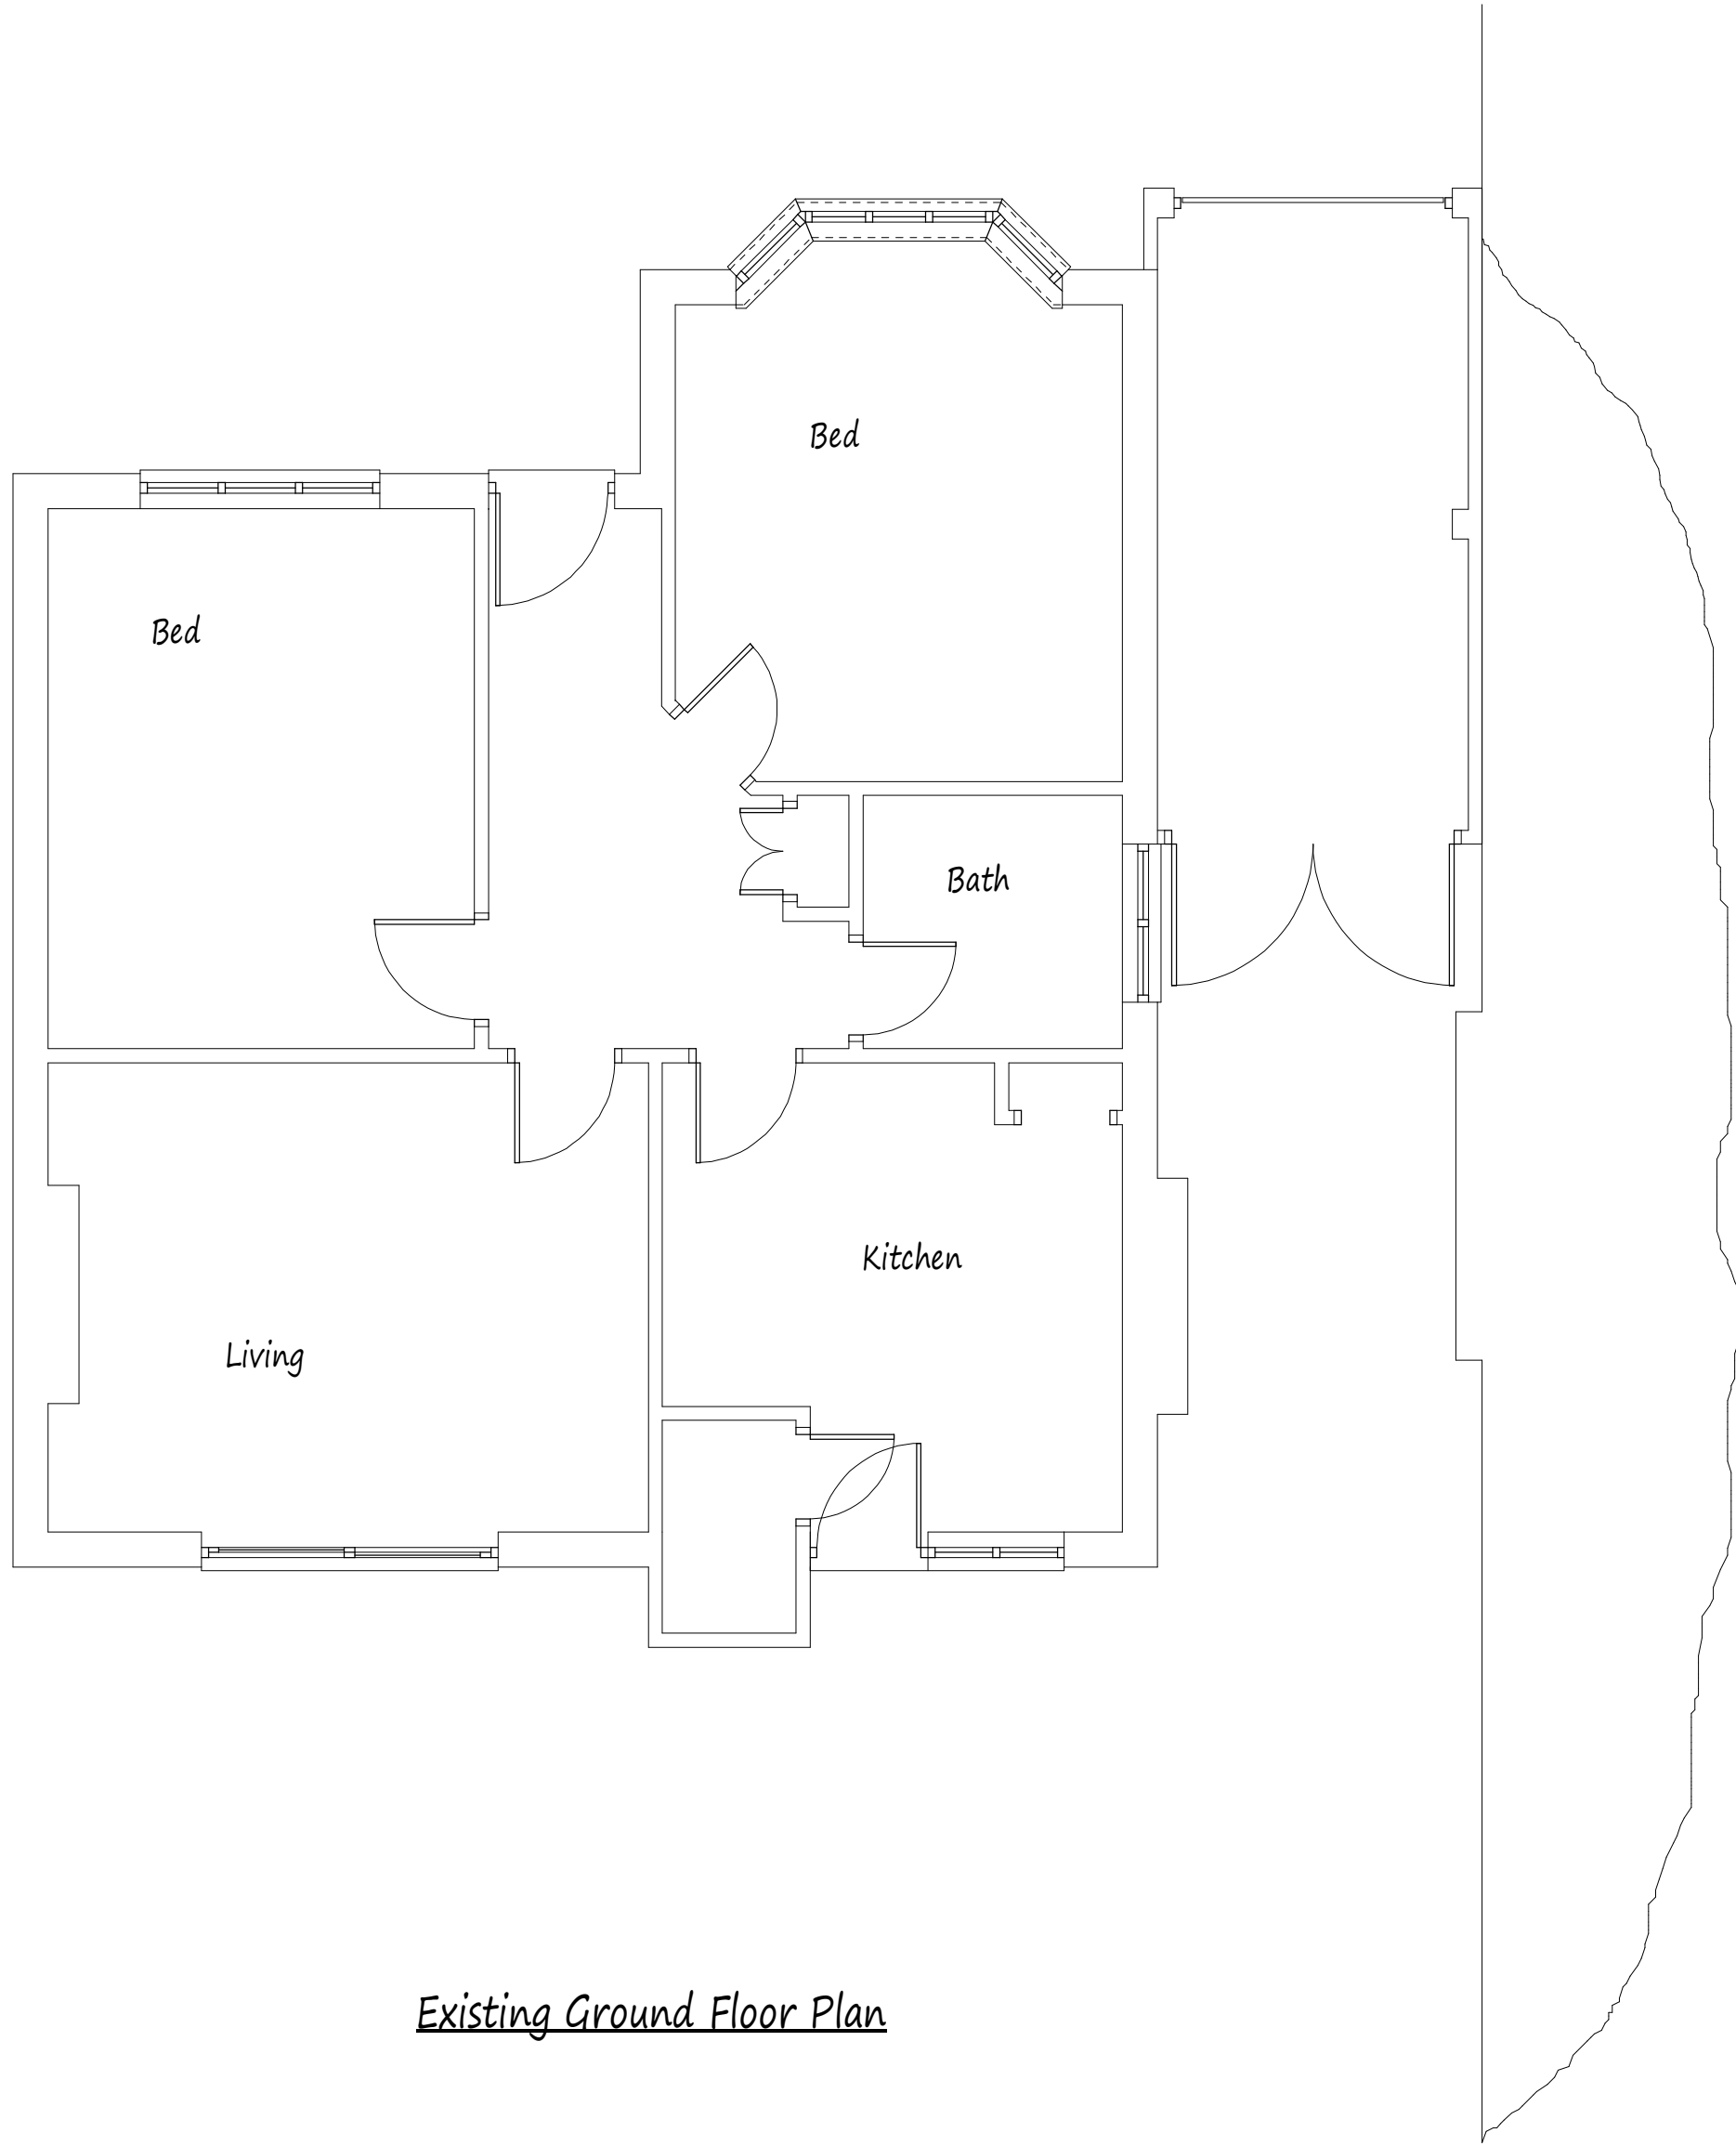 Bed
Bed
Bath
Kitchen
Living
Existing Ground Floor Plan